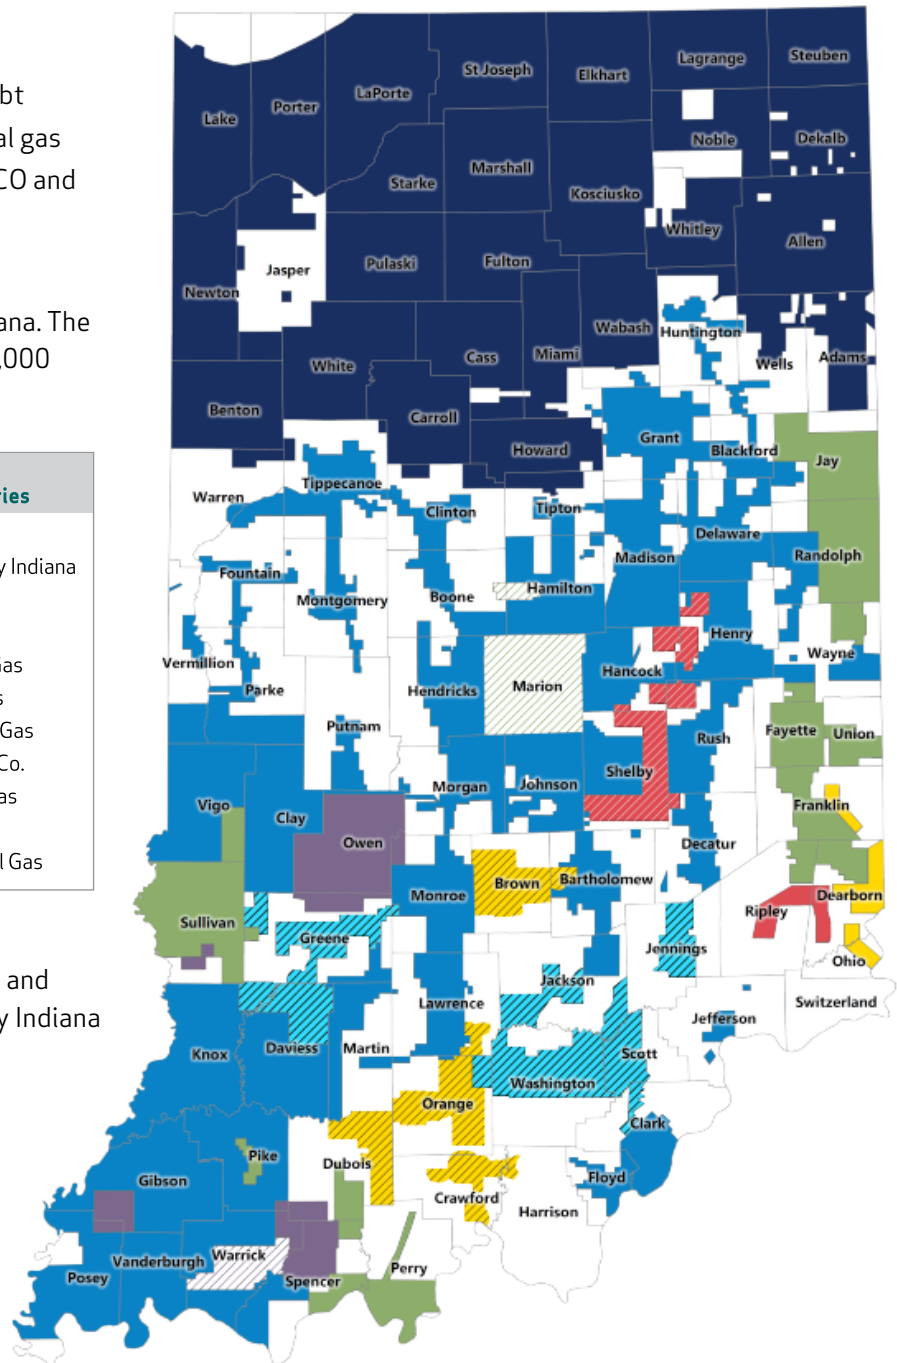 bt
al gas
CO and
ana. The
,000
ries
y Indiana
Gas
s
Gas
Co.
as
l Gas
and
y Indiana
Lake
Porter
LaPorte
St Joseph
Elkhart
Lagrange
Steuben
Noble
Dekalb
Starke
Marshall
Kosciusko
Whitley
Allen
Newton
Jasper
Pulaski
Fulton
Wabash
Huntington
White
Cass
Miami
Wells
Adams
Benton
Carroll
Howard
Grant
Blackford
Jay
Warren
Tippecanoe
Clinton
Tipton
Delaware
Madison
Randolph
Fountain
Montgomery
Boone
Hamilton
Henry
Wayne
Vermillion
Parke
Hendricks
Marion
Hancock
Putnam
Rush
Fayette
Union
Vigo
Clay
Morgan
Johnson
Shelby
Franklin
Owen
Decatur
Monroe
Brown
Bartholomew
Dearborn
Sullivan
Greene
Jennings
Ripley
Ohio
Lawrence
Jackson
Jefferson
Switzerland
Knox
Daviess
Martin
Washington
Scott
Orange
Clark
Gibson
Pike
Dubois
Crawford
Floyd
Harrison
Posey
Vanderburgh
Warrick
Spencer
Perry